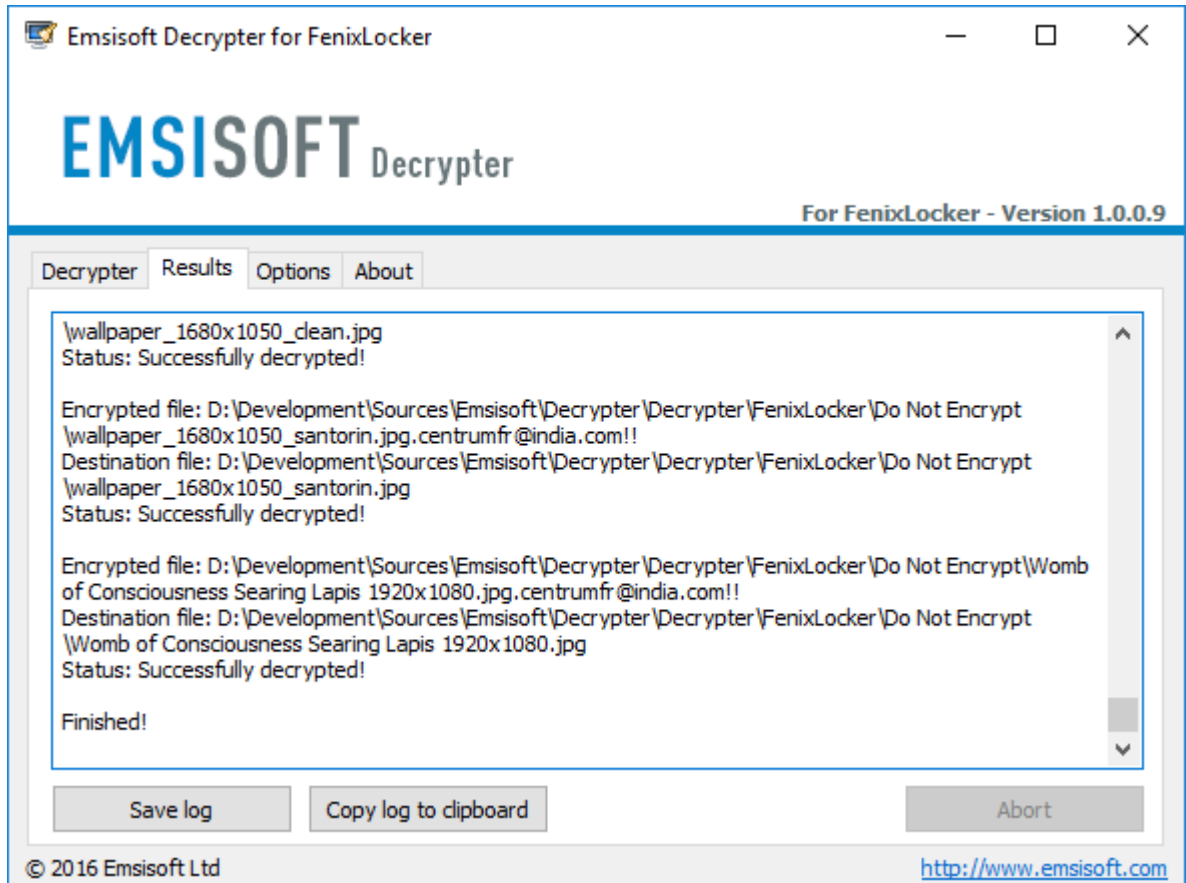 Emsisoft Decrypter for FenixLocker
EMSISOFT Decrypter
For FenixLocker - Version 1.0.0.9
Decrypter Results Options About
\wallpaper_1680x1050_clean.jpg
Status: Successfully decrypted!
Encrypted file: D:\Development\Sources\Emsisoft\Decrypter\Decrypter\FenixLocker\Do Not Encrypt
\wallpaper_1680x1050_santorin.jpg.centrumfr@india.com!!
Destination file: D:\Development\Sources\Emsisoft\Decrypter\Decrypter\FenixLocker\Do Not Encrypt
\wallpaper_1680x1050_santorin.jpg
Status: Successfully decrypted!
Encrypted file: D:\Development\Sources\Emsisoft\Decrypter\Decrypter\FenixLocker\Do Not Encrypt\Womb
of Consciousness Searing Lapis 1920x1080.jpg.centrumfr@india.com!!
Destination file: D:\Development\Sources\Emsisoft\Decrypter\Decrypter\FenixLocker\Do Not Encrypt
\Womb of Consciousness Searing Lapis 1920x1080.jpg
Status: Successfully decrypted!
Finished!
Save log Copy log to clipboard Abort
© 2016 Emsisoft Ltd http://www.emsisoft.com